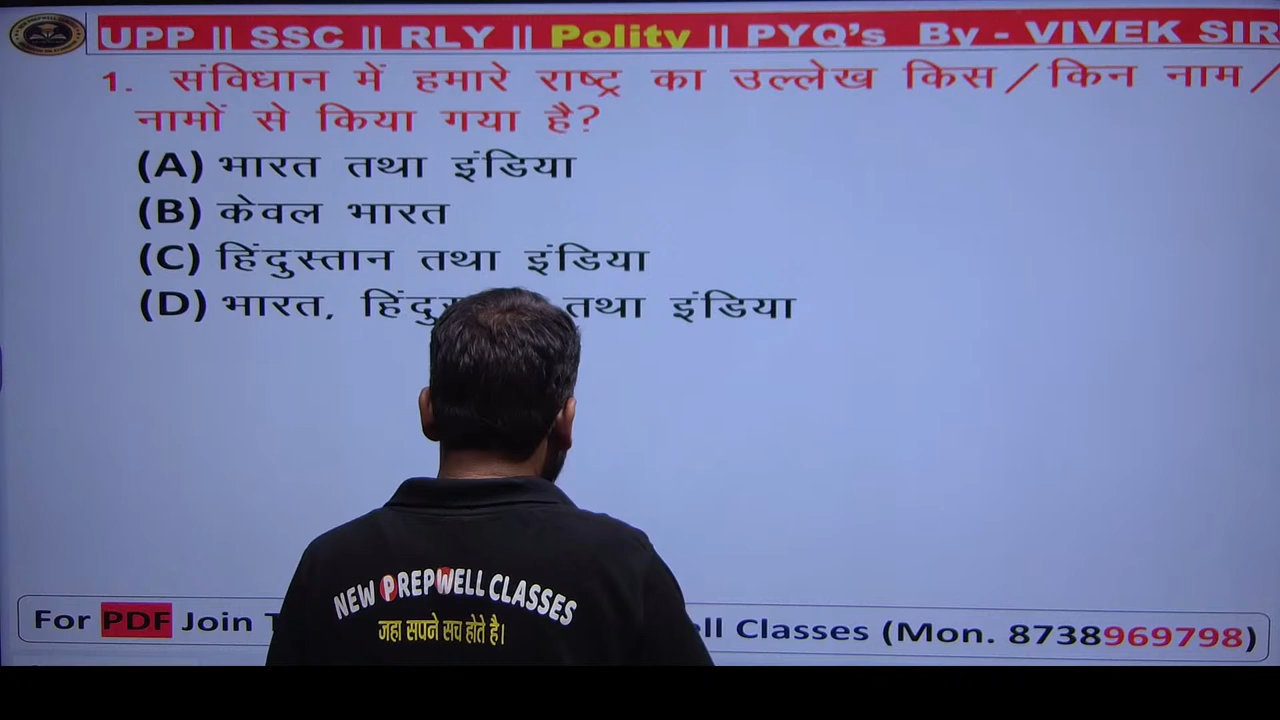 UPP || SSC || RLY || Polity || PYQ's By - VIVEK SIR
1. संविधान में हमारे राष्ट्र का उल्लेख किस/किन नाम/
नामों से किया गया है?
(A) भारत तथा इंडिया
(B) केवल भारत
(C) हिंदुस्तान तथा इंडिया
(D) भारत, तथा इंडिया
NEW PREPWELL CLASSES
जहा सपने सच होते है।
For PDF Join Classes (Mon. 8738969798)